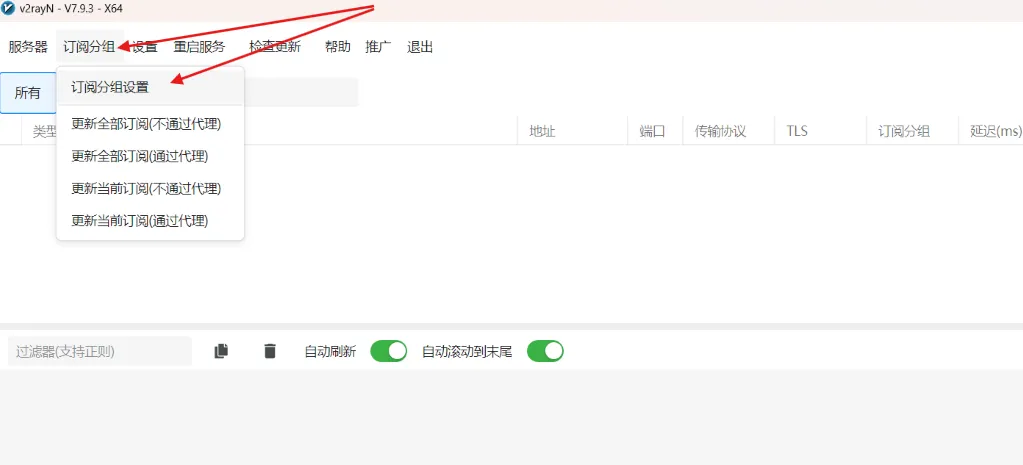 v2rayN - V7.9.3 - X64
服务器 订阅分组 设置 重启服务 检查更新 帮助 推广 退出
所有
订阅分组设置
更新全部订阅(不通过代理)
更新全部订阅(通过代理)
更新当前订阅(不通过代理)
更新当前订阅(通过代理)
类型 地址 端口 传输协议 TLS 订阅分组 延迟(ms)
过滤器(支持正则) 自动刷新 自动滚动到末尾